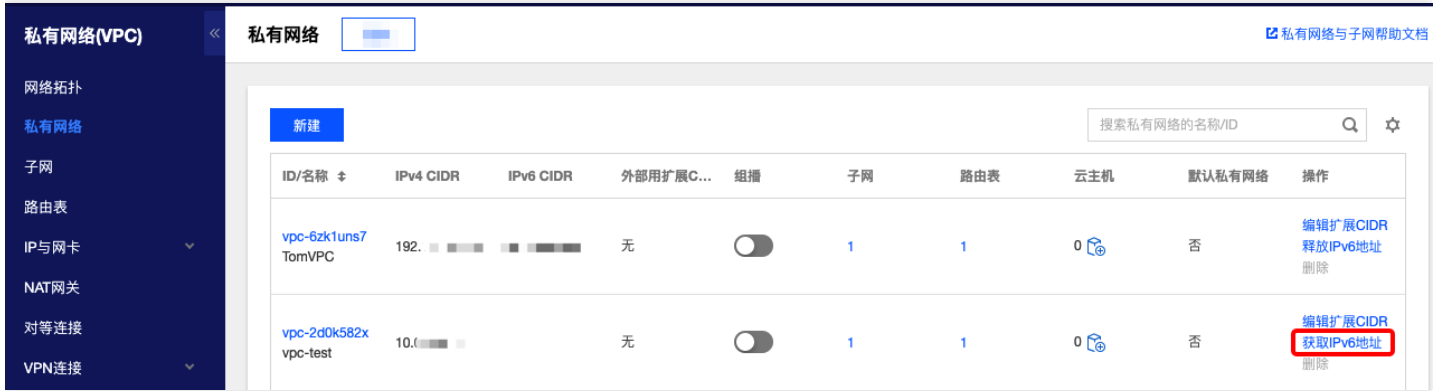 私有网络(VPC)
私有网络
私有网络与子网帮助文档
网络拓扑
私有网络
子网
路由表
IP与网卡
NAT网关
对等连接
VPN连接
新建
搜索私有网络的名称/ID
ID/名称 IPv4 CIDR IPv6 CIDR 外部用扩展C... 组播 子网 路由表 云主机 默认私有网络 操作
vpc-6zk1uns7
TomVPC
192.
无 1 1 0 否
编辑扩展CIDR
释放IPv6地址
删除
vpc-2d0k582x
vpc-test
10.
无 1 1 0 否
编辑扩展CIDR
获取IPv6地址
删除